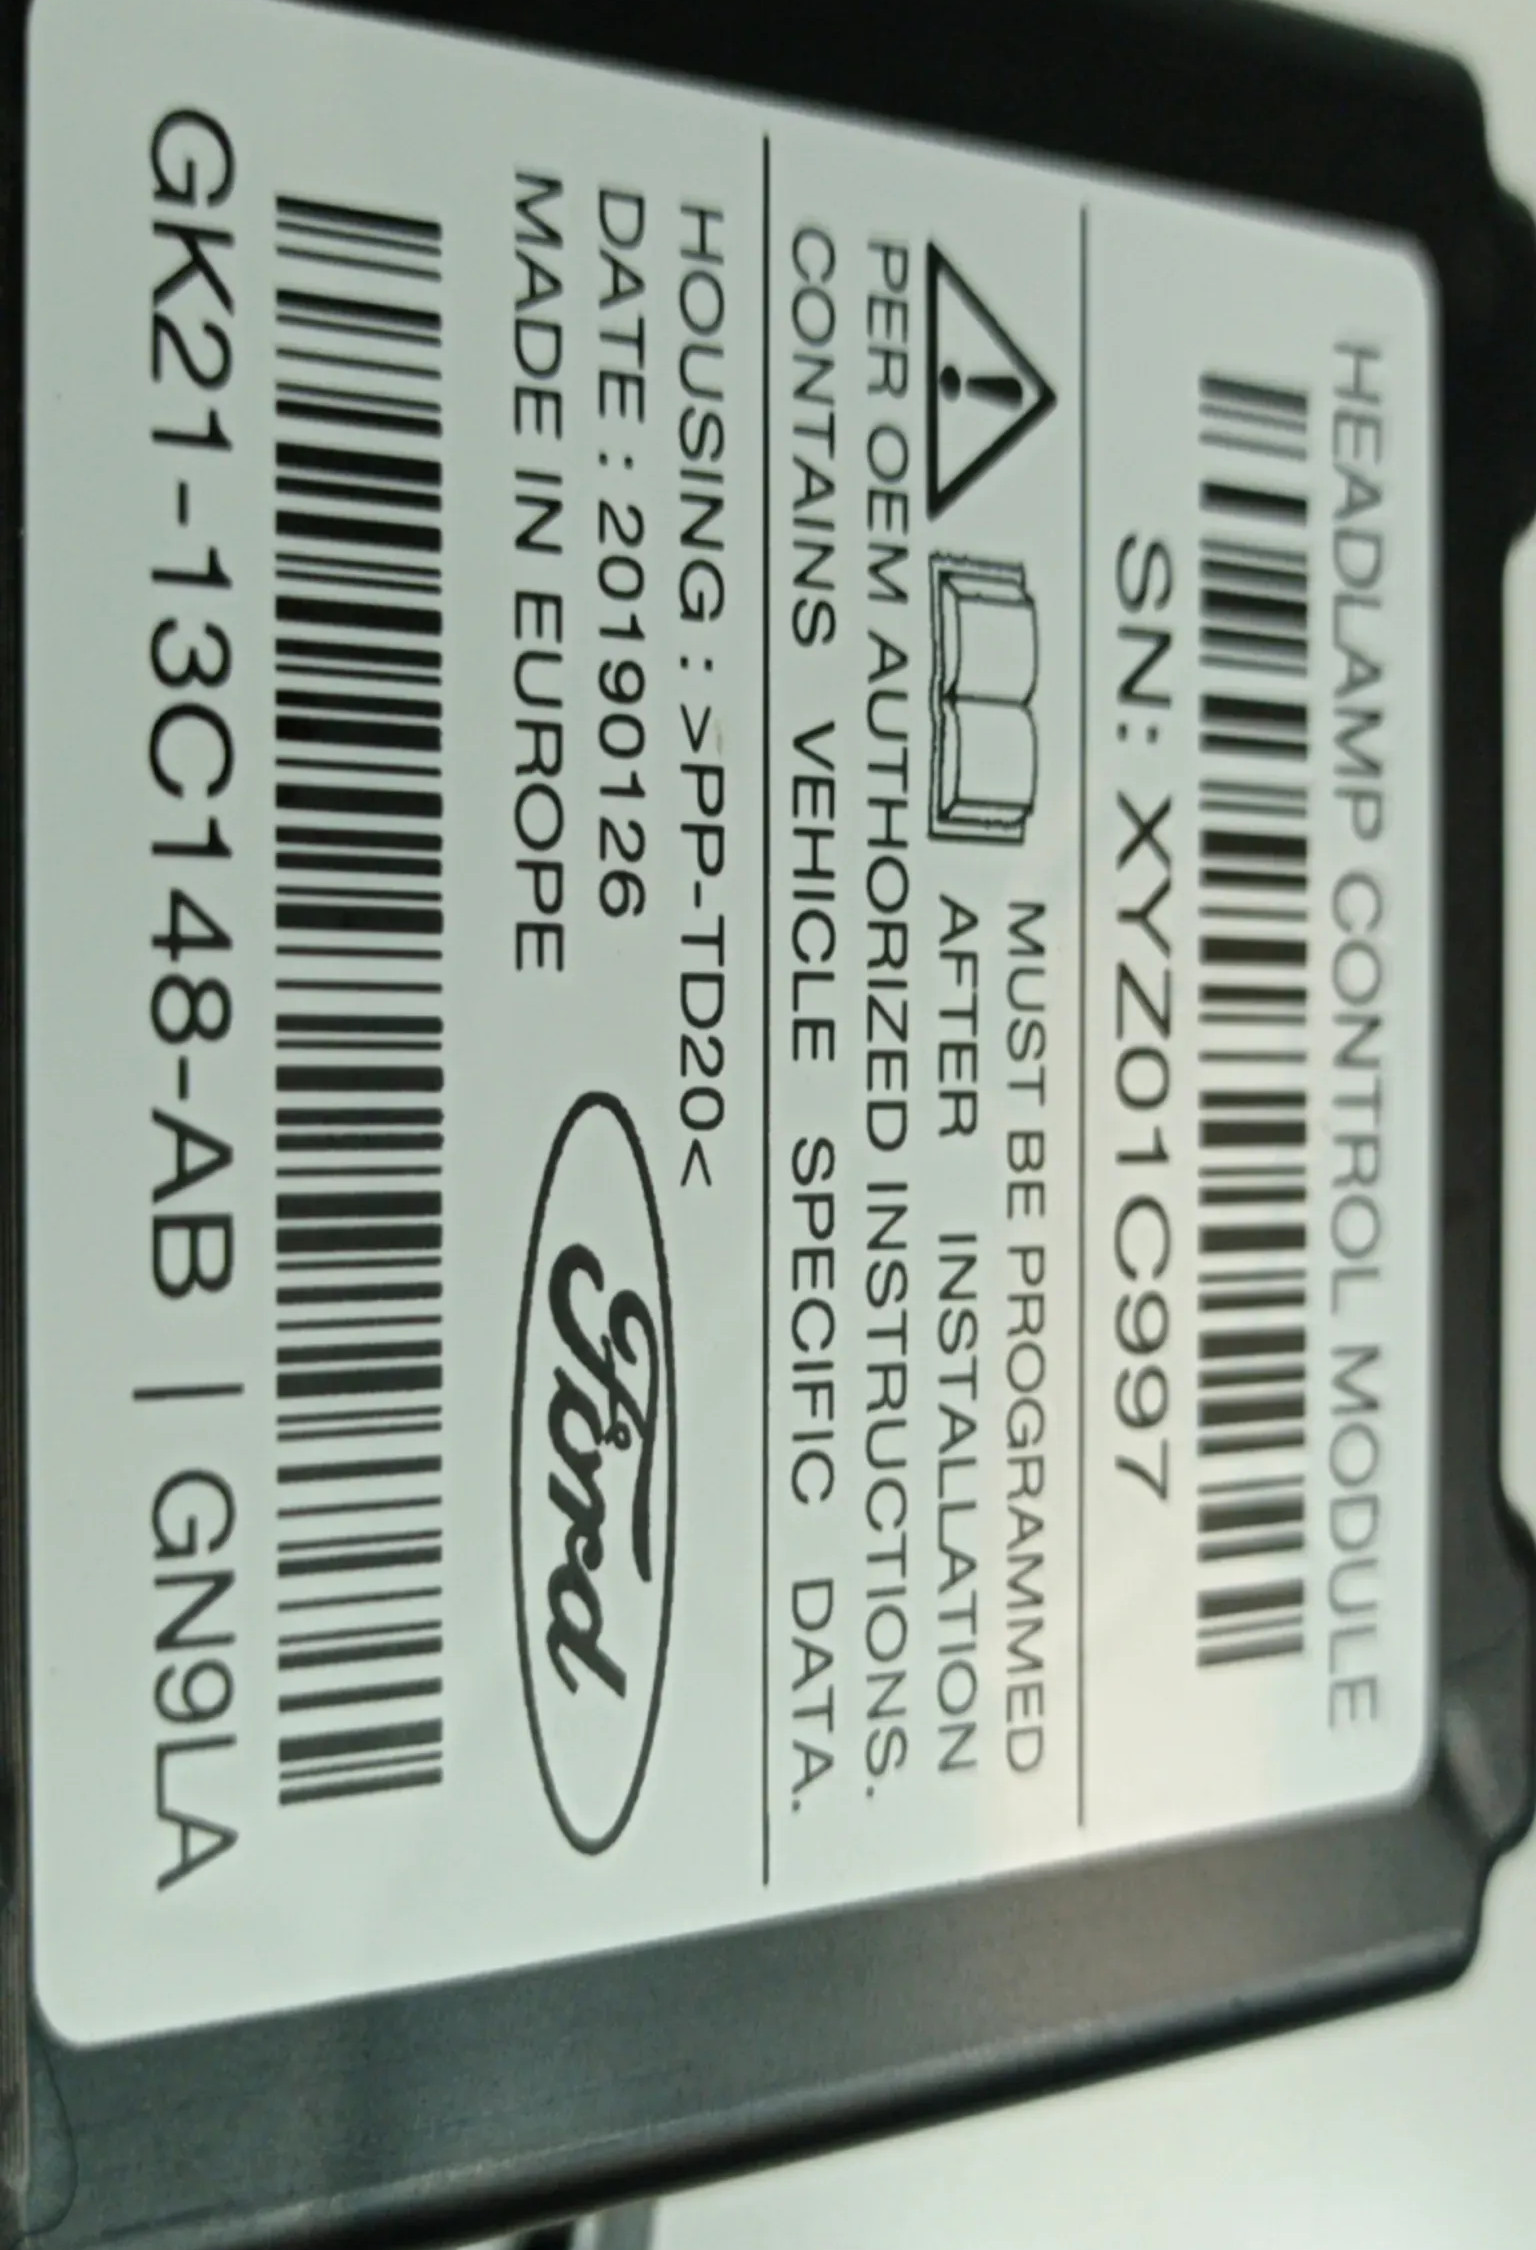 HEADLAMP CONTROL MODULE
SN: XYZ01C997
MUST BE PROGRAMMED
AFTER INSTALLATION
PER OEM AUTHORIZED INSTRUCTIONS.
CONTAINS VEHICLE SPECIFIC DATA.
HOUSING : >PP-TD20<
DATE : 20190126
MADE IN EUROPE
Ford
GK21-13C148-AB | GN9LA